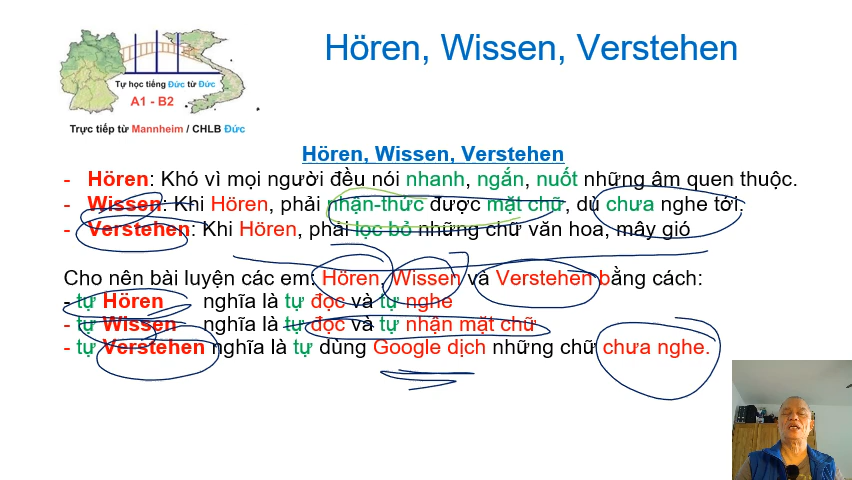 Hören, Wissen, Verstehen
Tự học tiếng Đức từ Đức
A1 - B2
Trực tiếp từ Mannheim / CHLB Đức
Hören, Wissen, Verstehen
- Hören: Khó vì mọi người đều nói nhanh, ngắn, nuốt những âm quen thuộc.
- Wissen: Khi Hören, phải nhận-thức được mặt chữ, dù chưa nghe tới.
- Verstehen: Khi Hören, phải lọc bỏ những chữ văn hoa, mây gió
Cho nên bài luyện các em: Hören, Wissen và Verstehen bằng cách:
- tự Hören nghĩa là tự đọc và tự nghe
- tự Wissen nghĩa là tự đọc và tự nhận mặt chữ
- tự Verstehen nghĩa là tự dùng Google dịch những chữ chưa nghe.